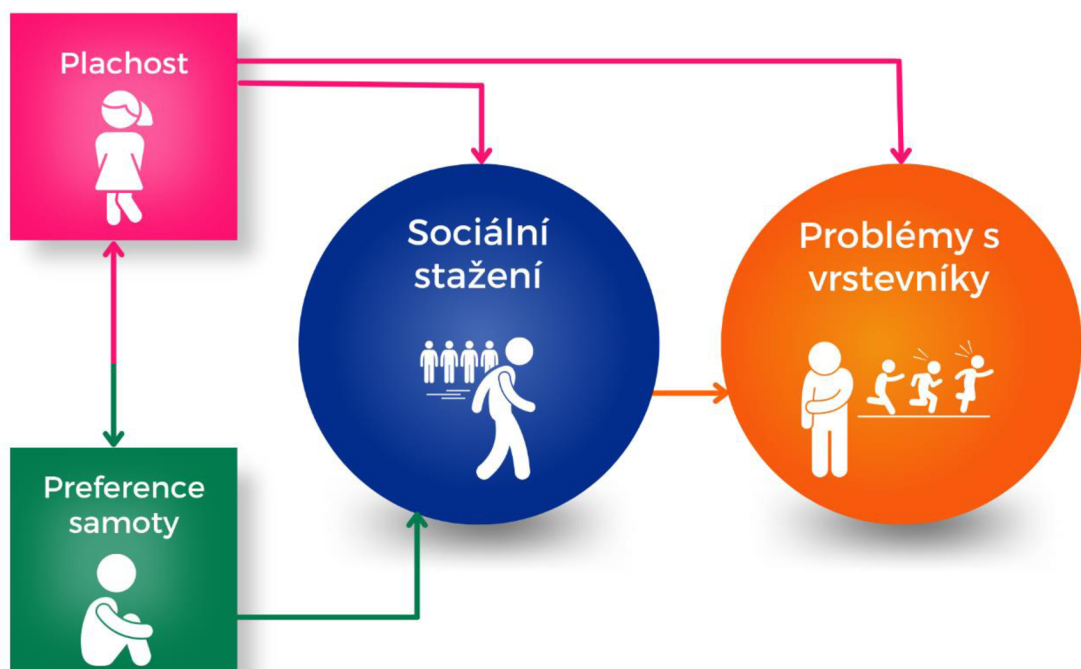 Plachost
Sociální
stažení
Problémy s
vrstevníky
Preference
samoty